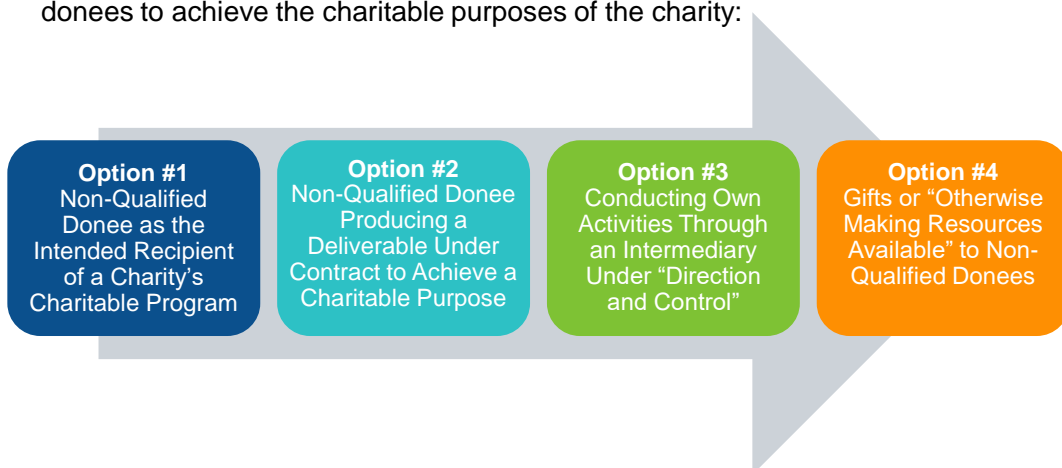 donees to achieve the charitable purposes of the charity:
Option #1
Non-Qualified
Donee as the
Intended Recipient
of a Charity's
Charitable Program
Option #2
Non-Qualified Donee
Producing a
Deliverable Under
Contract to Achieve a
Charitable Purpose
Option #3
Conducting Own
Activities Through
an Intermediary
Under “Direction
and Control”
Option #4
Gifts or “Otherwise
Making Resources
Available” to Non-
Qualified Donees